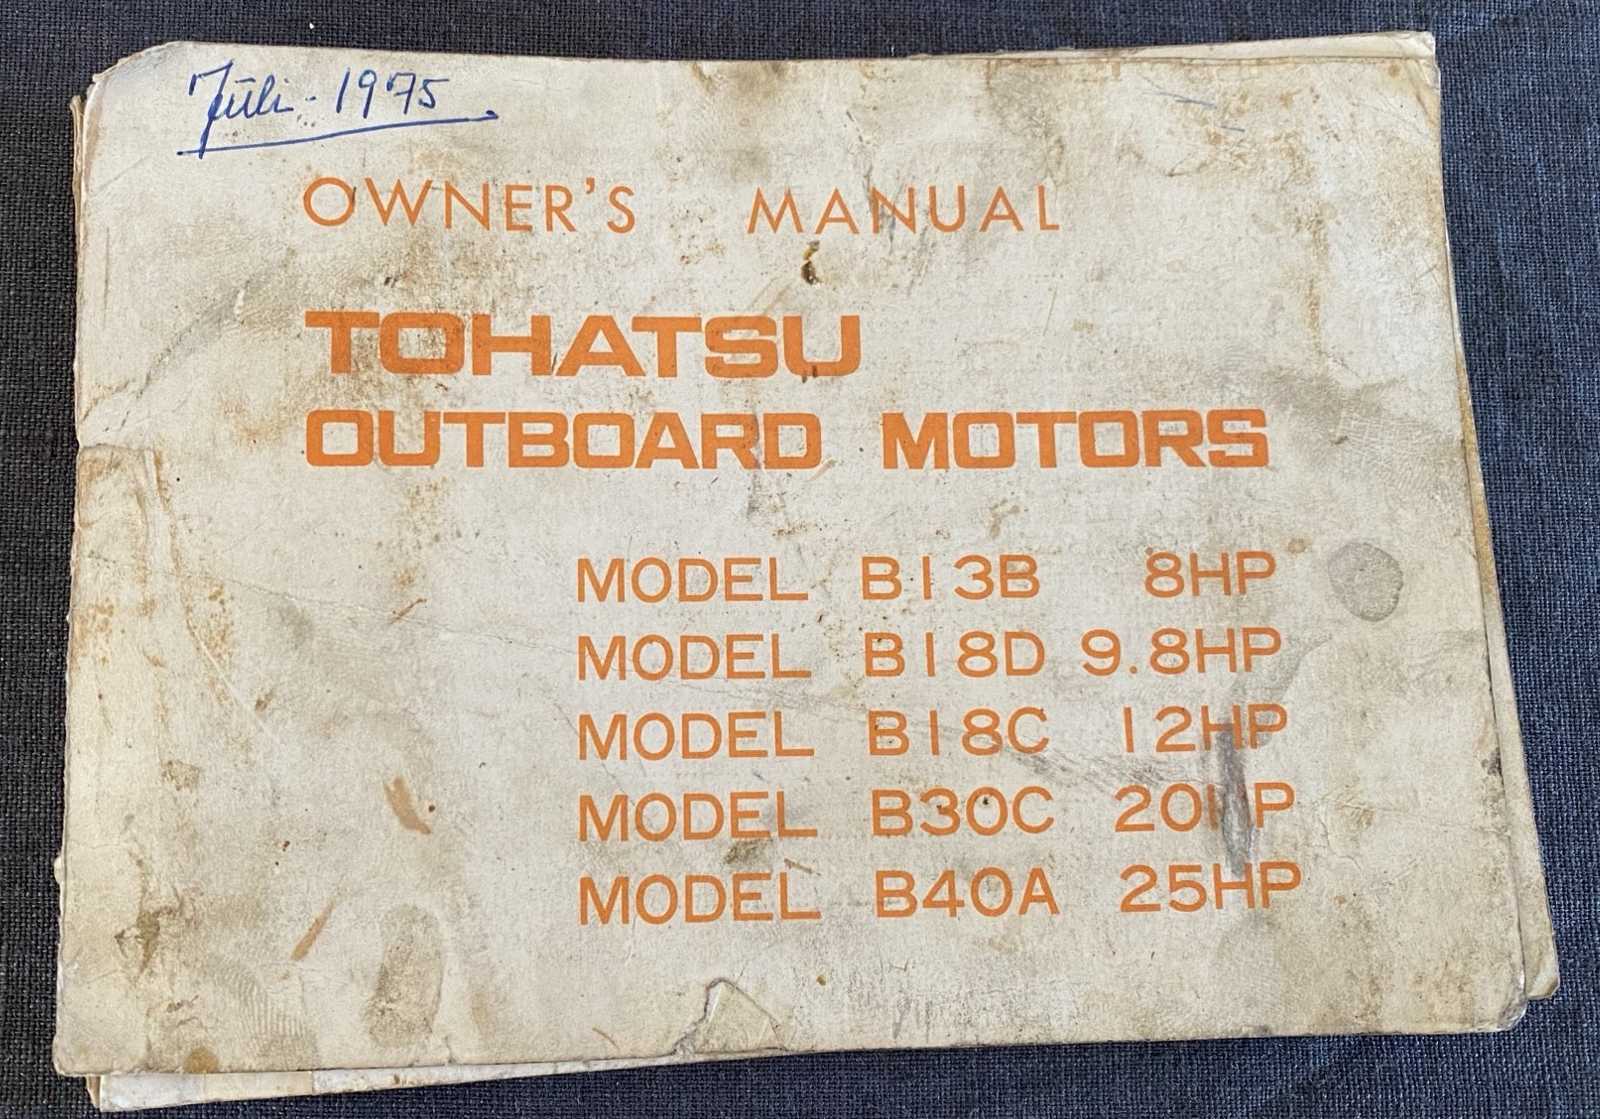 Juli - 1975.
OWNER'S MANUAL
TOHATSU
OUTBOARD MOTORS
MODEL B13B 8HP
MODEL B18D 9.8HP
MODEL B18C 12HP
MODEL B30C 20HP
MODEL B40A 25HP